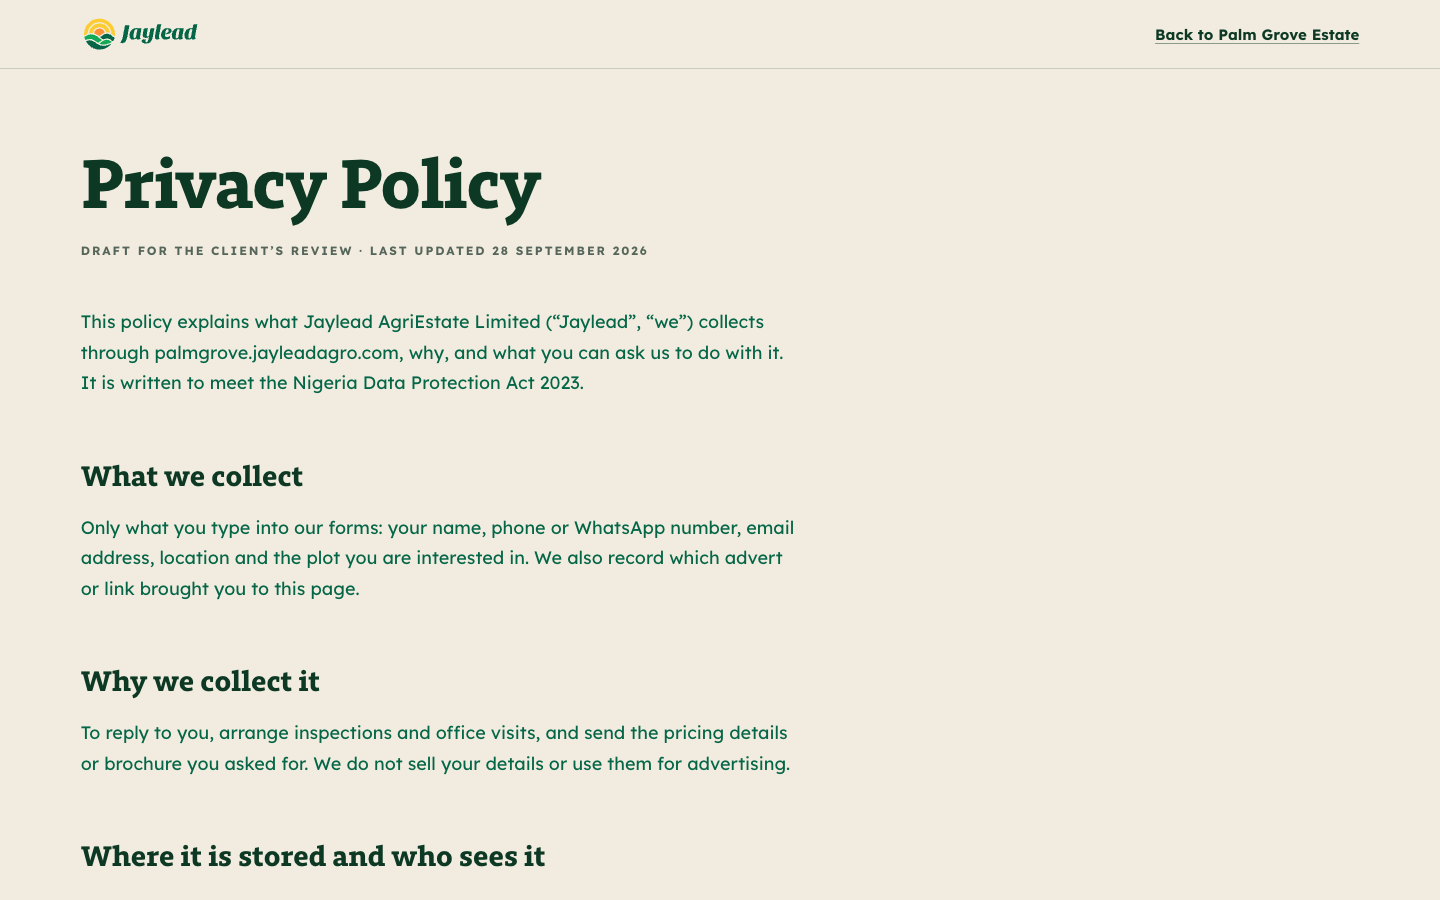 Jaylead
Back to Palm Grove Estate
Privacy Policy
DRAFT FOR THE CLIENT’S REVIEW · LAST UPDATED 28 SEPTEMBER 2026
This policy explains what Jaylead AgriEstate Limited (“Jaylead”, “we”) collects
through palmgrove.jayleadagro.com, why, and what you can ask us to do with it.
It is written to meet the Nigeria Data Protection Act 2023.
What we collect
Only what you type into our forms: your name, phone or WhatsApp number, email
address, location and the plot you are interested in. We also record which advert
or link brought you to this page.
Why we collect it
To reply to you, arrange inspections and office visits, and send the pricing details
or brochure you asked for. We do not sell your details or use them for advertising.
Where it is stored and who sees it